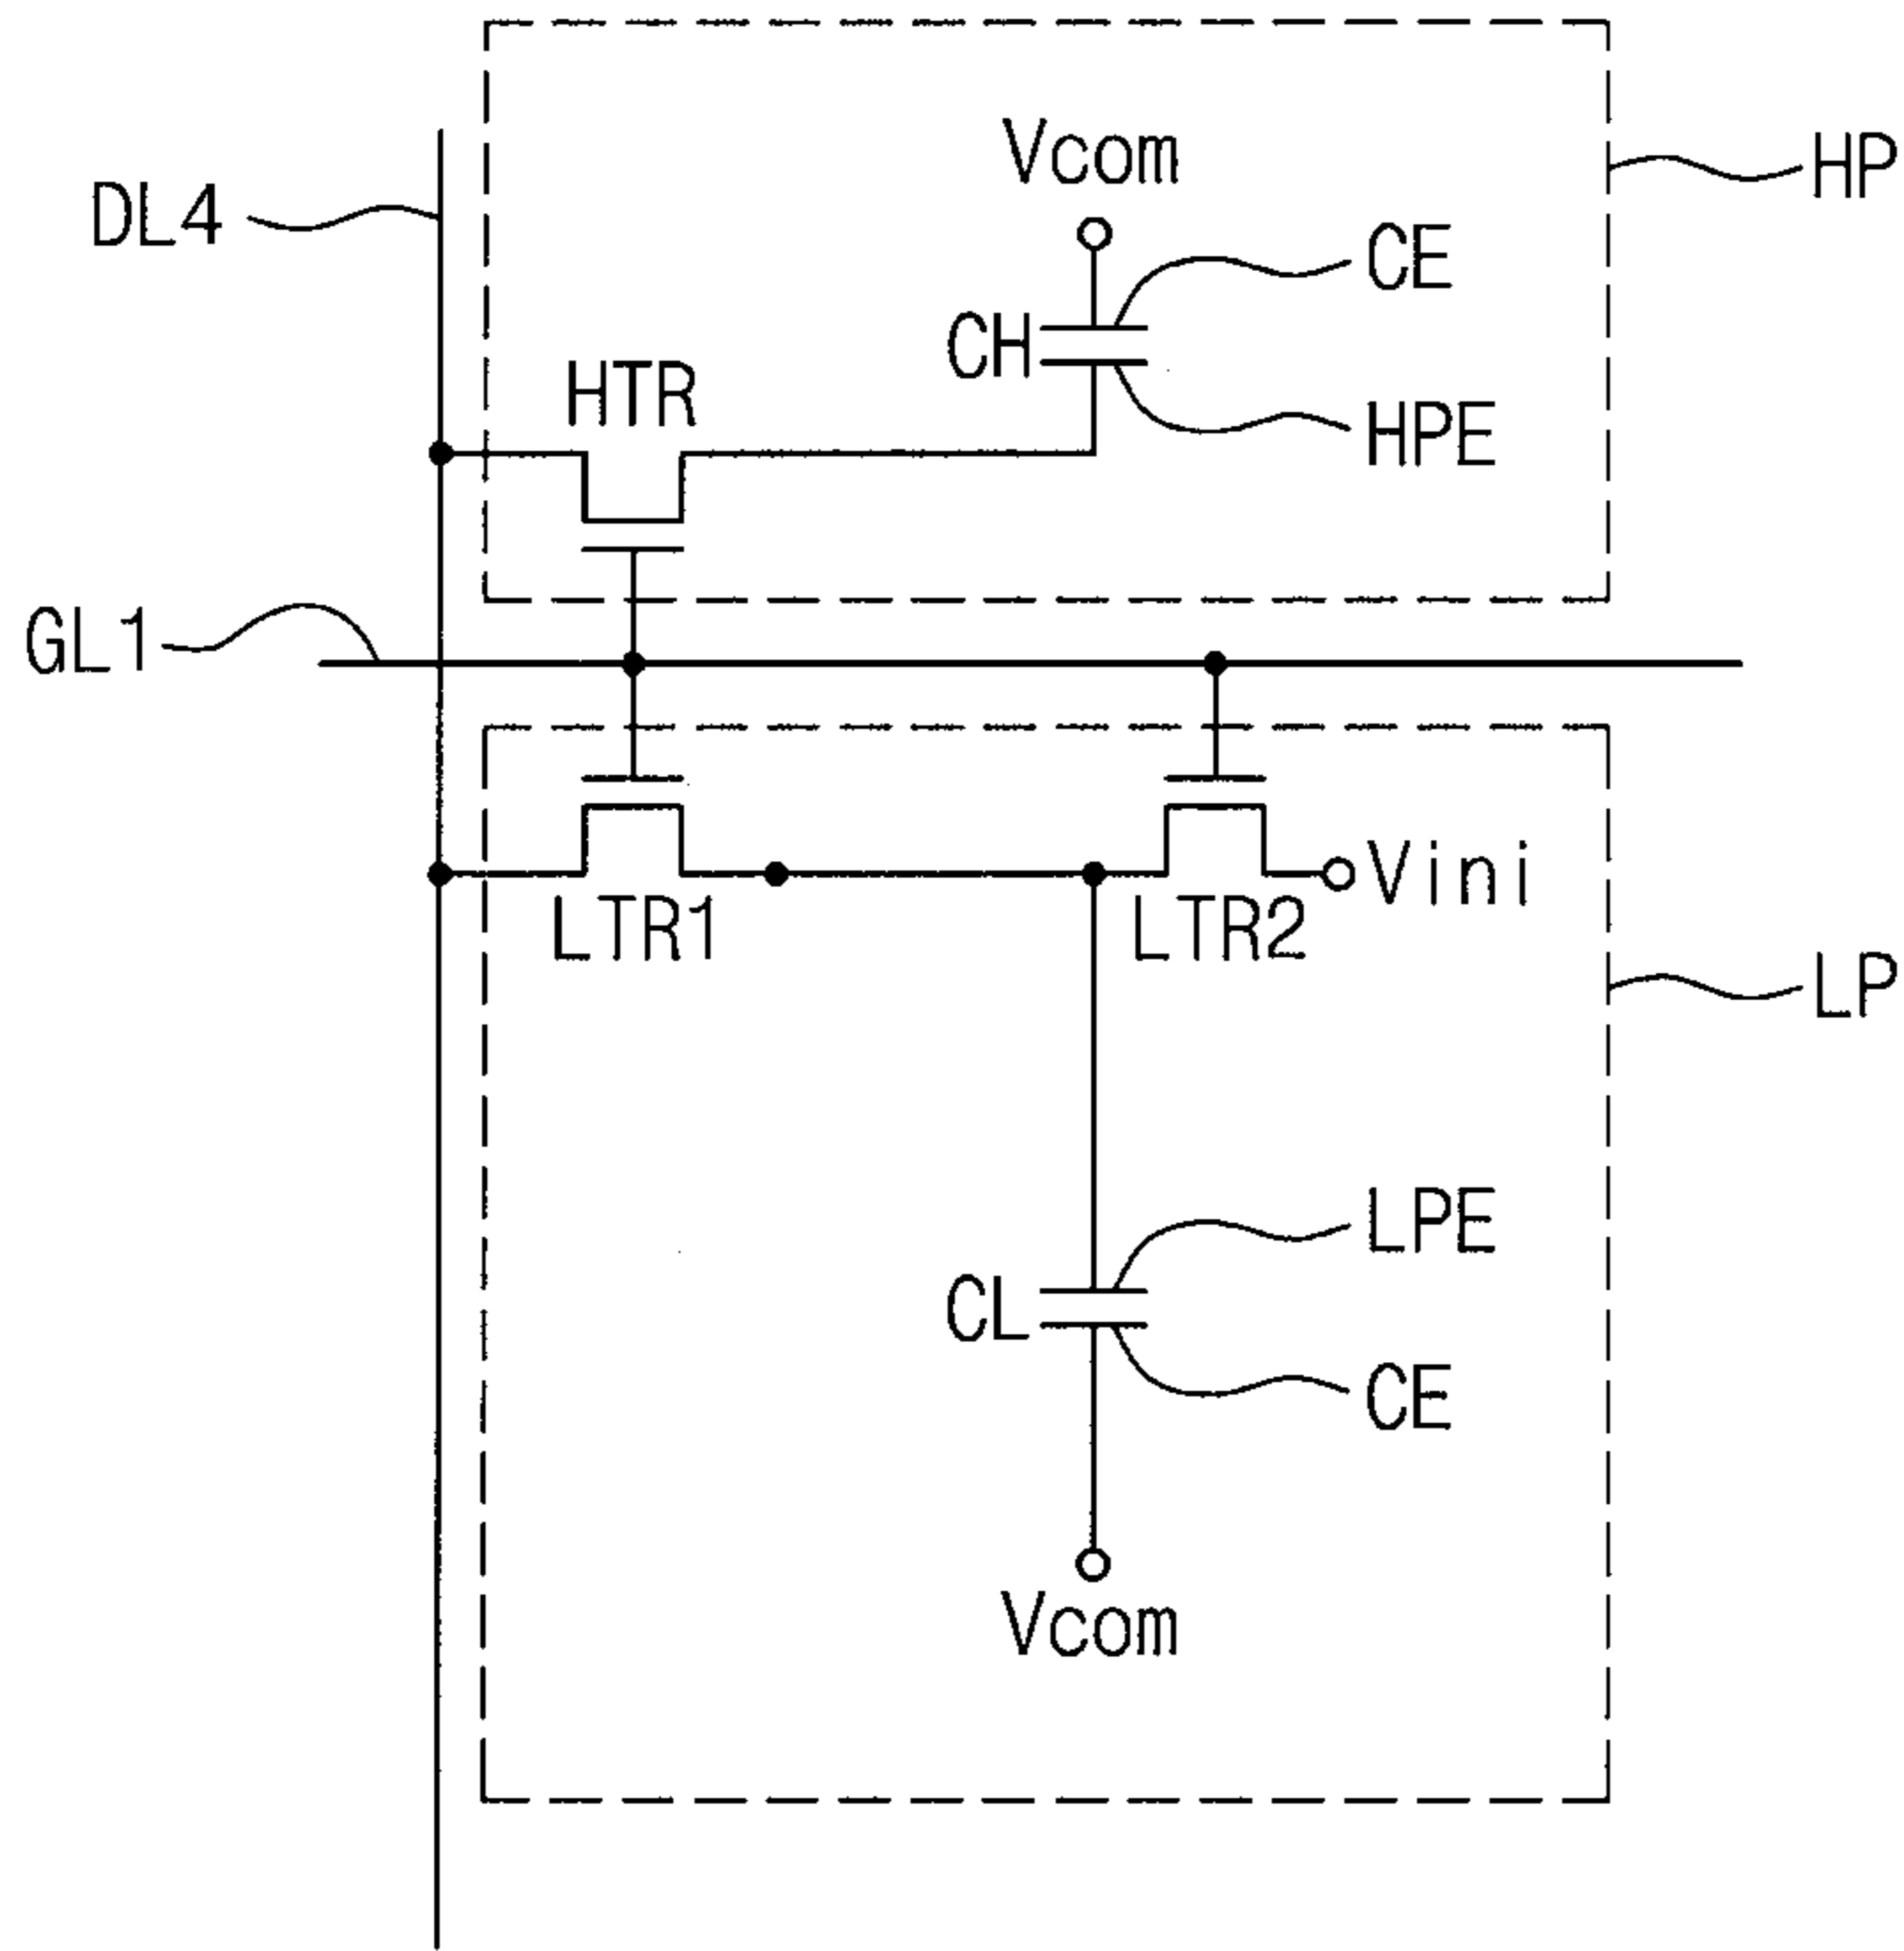 HP
Vcom
DL4
CE
CH
HTR
HPE
GL1
Vini
LTR1
LTR2
LP
LPE
CL
CE
Vcom